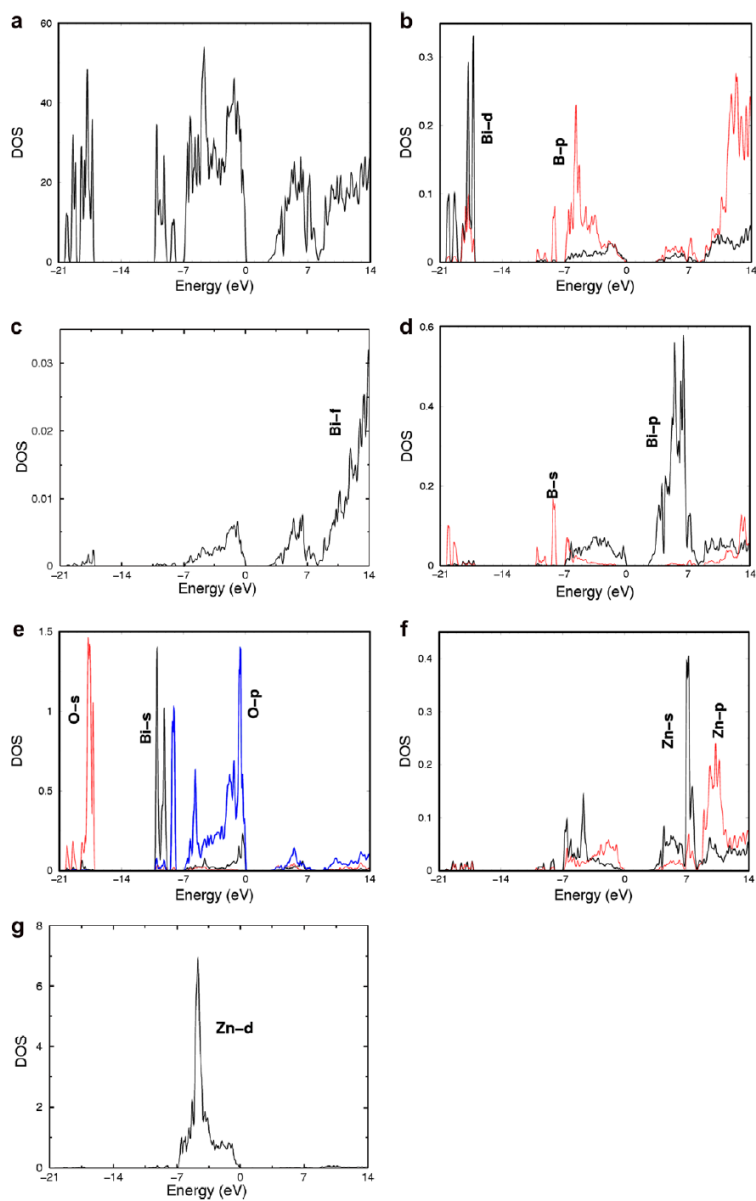 a
60
40
20
0
DOS
−21 −14 −7 0 7 14
Energy (eV)
b
0.3
0.2
0.1
0
DOS
Bi−d
B−p
−21 −14 −7 0 7 14
Energy (eV)
c
0.03
0.02
0.01
0
DOS
Bi−f
−21 −14 −7 0 7 14
Energy (eV)
d
0.6
0.4
0.2
0
DOS
B−s
Bi−p
−21 −14 −7 0 7 14
Energy (eV)
e
1.5
1
0.5
0
DOS
O−s
Bi−s
O−p
−21 −14 −7 0 7 14
Energy (eV)
f
0.4
0.3
0.2
0.1
0
DOS
Zn−s
Zn−p
−21 −14 −7 0 7 14
Energy (eV)
g
8
6
4
2
0
DOS
Zn−d
−21 −14 −7 0 7 14
Energy (eV)